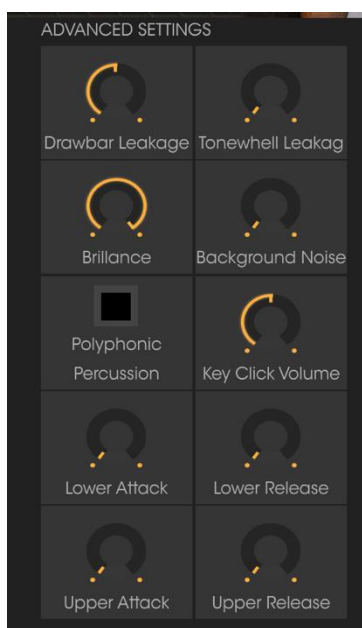 ADVANCED SETTINGS
Drawbar Leakage
Tonewhell Leakag
Brillance
Background Noise
Polyphonic
Percussion
Key Click Volume
Lower Attack
Lower Release
Upper Attack
Upper Release